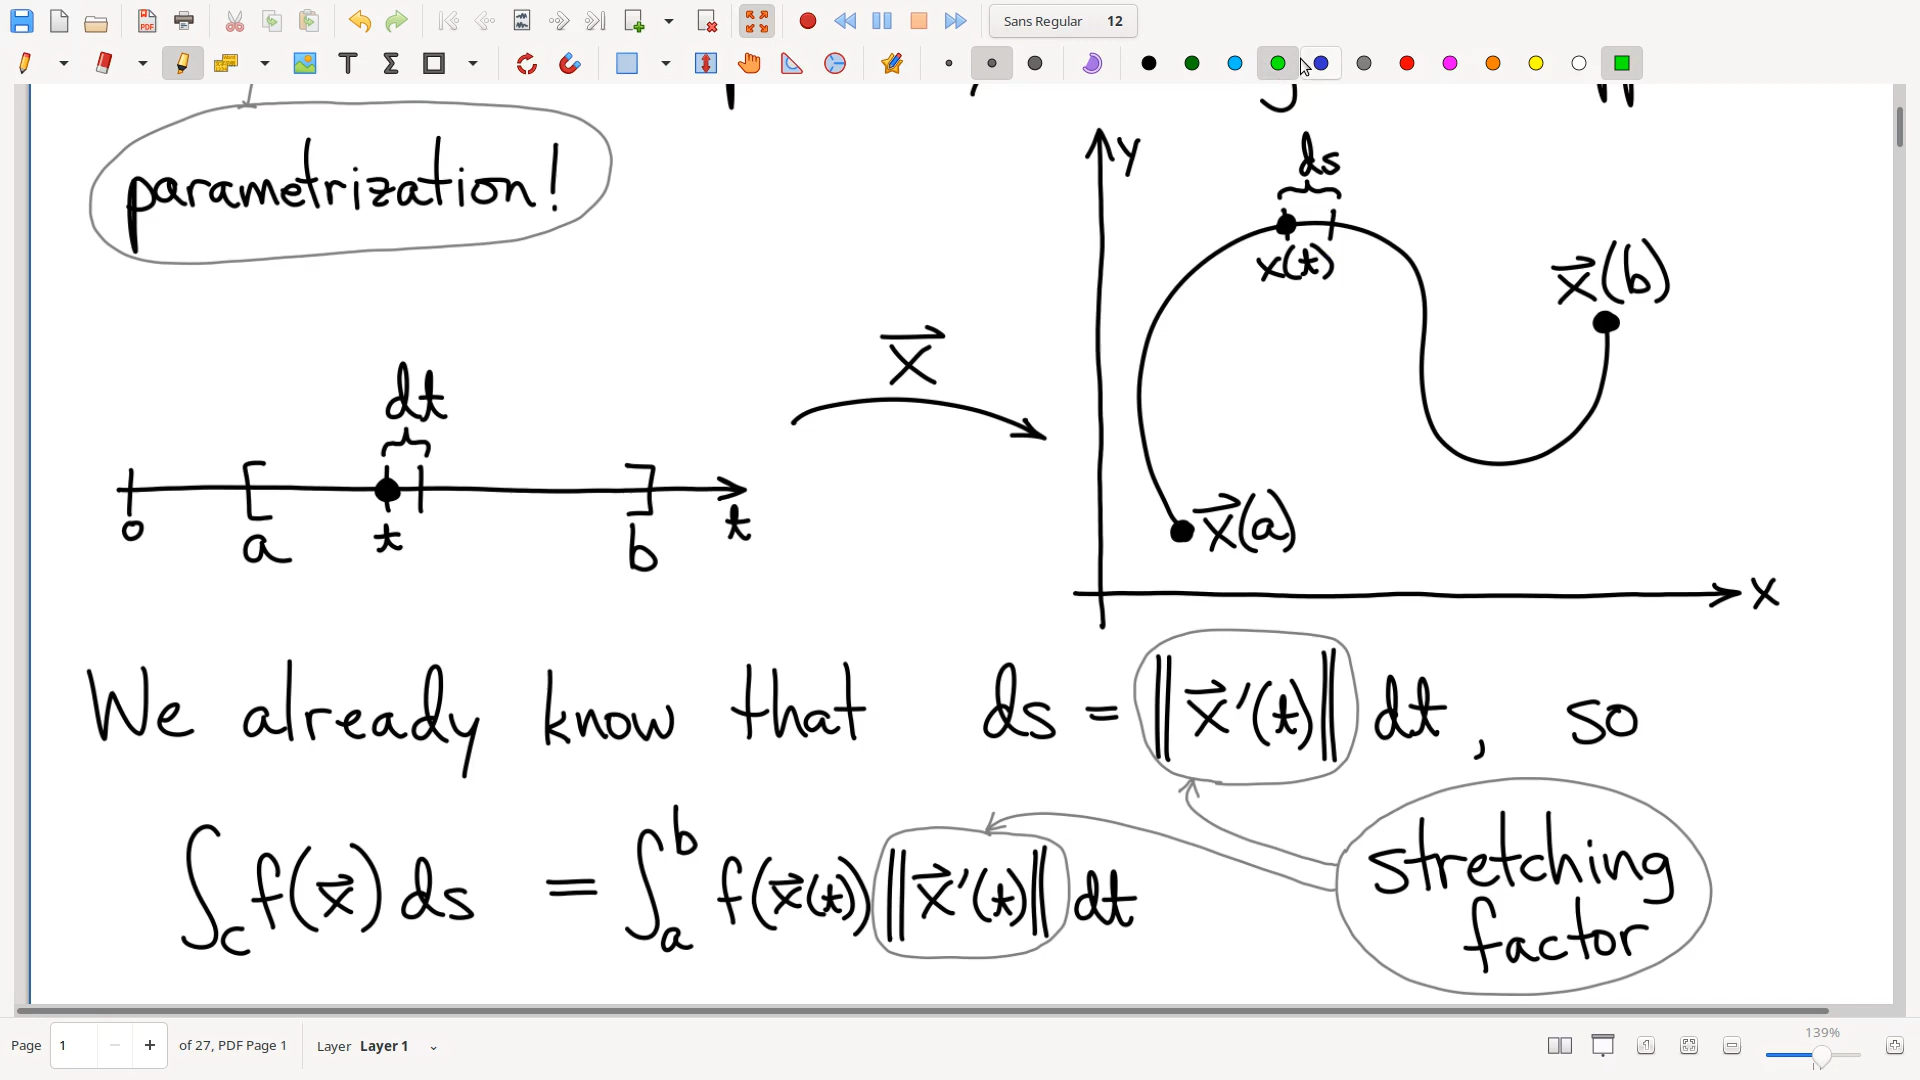 Sans Regular 12
parametrization!
y
ds
x(t)
x⃗(b)
x⃗
dt
0 a t b t
x⃗(a)
x
We already know that ds = ‖x⃗′(t)‖ dt, so
∫_C f(x⃗) ds = ∫_a^b f(x⃗(t)) ‖x⃗′(t)‖ dt
stretching
factor
Page 1 of 27, PDF Page 1 Layer Layer 1 139%